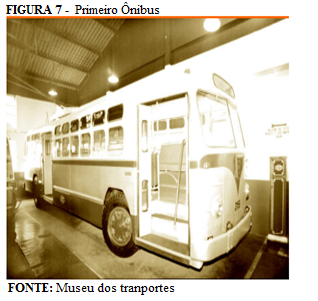 FIGURA 7 - Primeiro Ônibus
FONTE: Museu dos tranportes